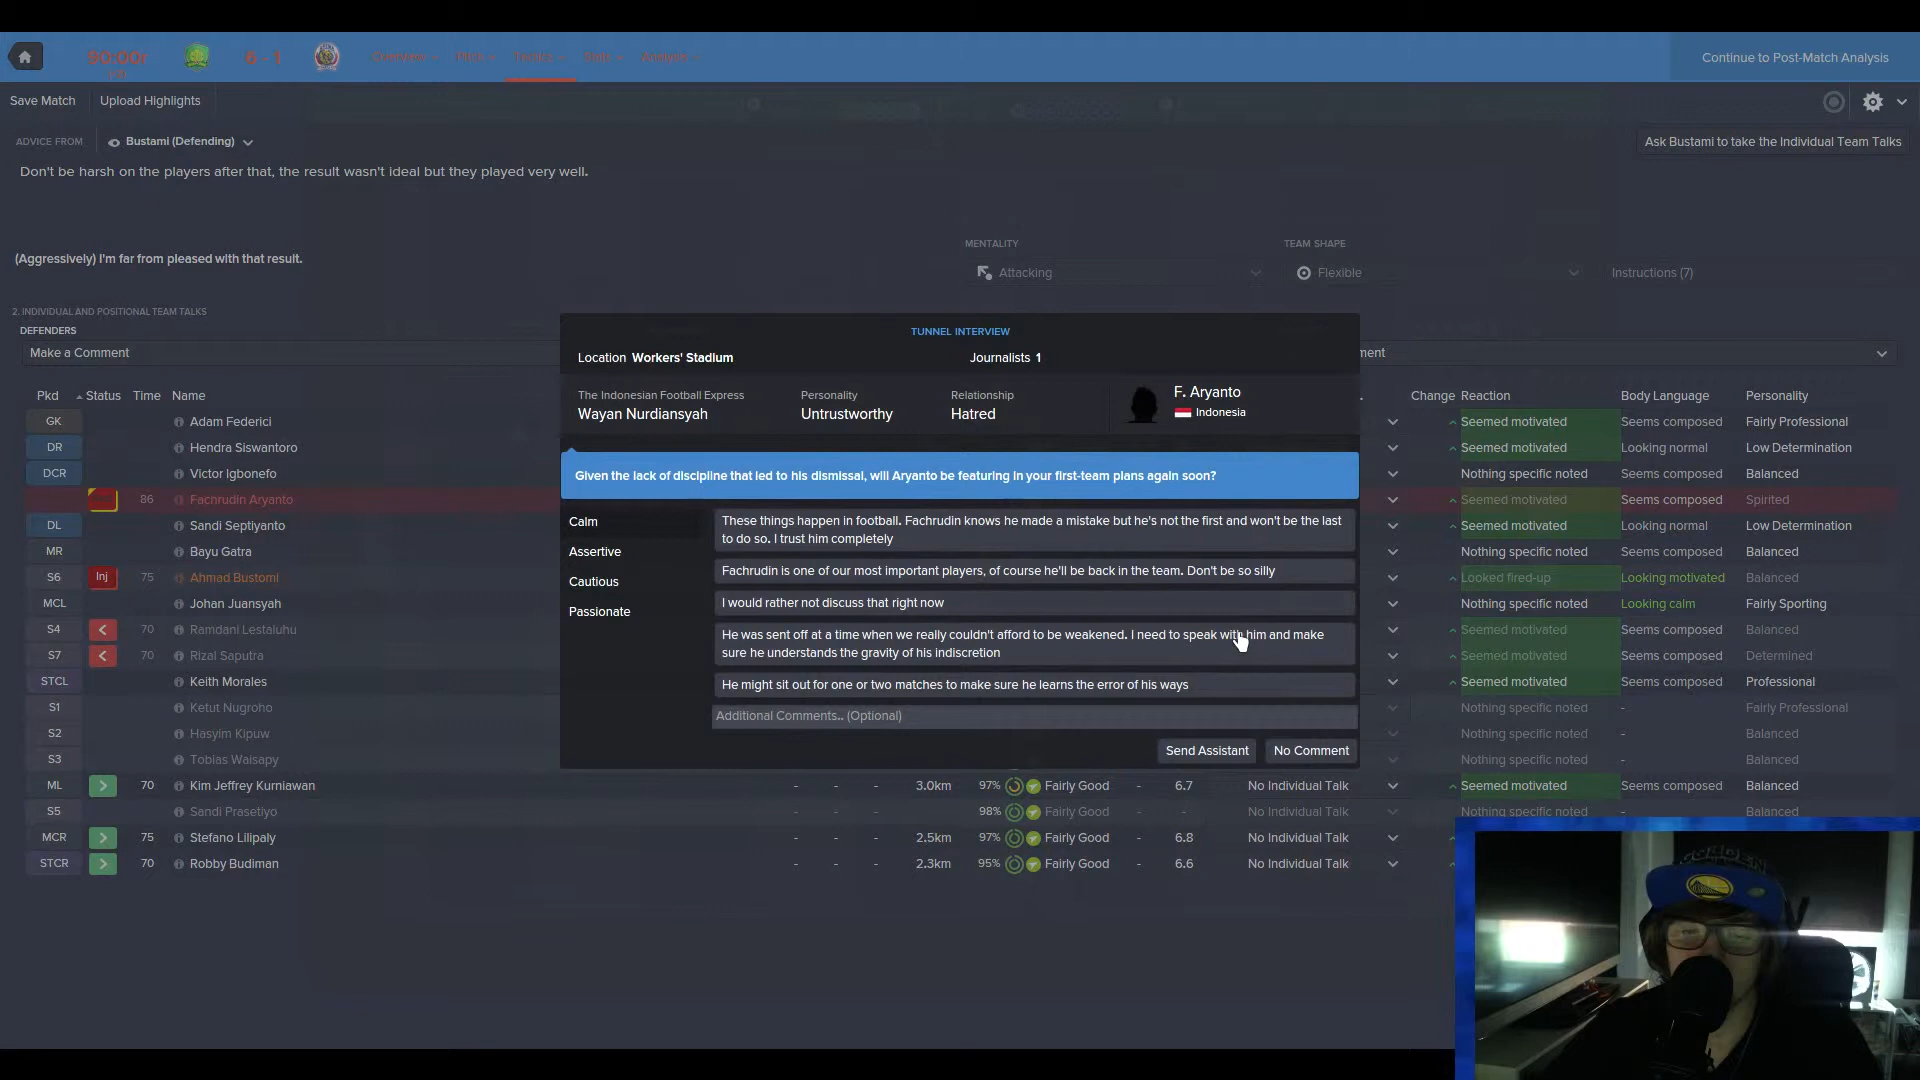 90:00
6 - 1
Overview
Pitch
Tactics
Stats
Analysis
Continue to Post-Match Analysis
Save Match
Upload Highlights
ADVICE FROM
Bustami (Defending)
Ask Bustami to take the Individual Team Talks
Don't be harsh on the players after that, the result wasn't ideal but they played very well.
MENTALITY
TEAM SHAPE
(Aggressively) I'm far from pleased with that result.
Attacking
Flexible
Instructions (7)
2. INDIVIDUAL AND POSITIONAL TEAM TALKS
DEFENDERS
Make a Comment
ment
TUNNEL INTERVIEW
Location Workers' Stadium
Journalists 1
The Indonesian Football Express
Wayan Nurdiansyah
Personality
Untrustworthy
Relationship
Hatred
F. Aryanto
Indonesia
Given the lack of discipline that led to his dismissal, will Aryanto be featuring in your first-team plans again soon?
Calm
Assertive
Cautious
Passionate
These things happen in football. Fachrudin knows he made a mistake but he's not the first and won't be the last
to do so. I trust him completely
Fachrudin is one of our most important players, of course he'll be back in the team. Don't be so silly
I would rather not discuss that right now
He was sent off at a time when we really couldn't afford to be weakened. I need to speak with him and make
sure he understands the gravity of his indiscretion
He might sit out for one or two matches to make sure he learns the error of his ways
Additional Comments.. (Optional)
Send Assistant
No Comment
Pkd Status Time Name Change Reaction Body Language Personality
GK Adam Federici Seemed motivated Seems composed Fairly Professional
DR Hendra Siswantoro Seemed motivated Looking normal Low Determination
DCR Victor Igbonefo Nothing specific noted Seems composed Balanced
86 Fachrudin Aryanto Seemed motivated Seems composed Spirited
DL Sandi Septiyanto Seemed motivated Looking normal Low Determination
MR Bayu Gatra Nothing specific noted Seems composed Balanced
S6 Inj 75 Ahmad Bustomi Looked fired-up Looking motivated Balanced
MCL Johan Juansyah Nothing specific noted Looking calm Fairly Sporting
S4 70 Ramdani Lestaluhu Seemed motivated Seems composed Balanced
S7 70 Rizal Saputra Seemed motivated Seems composed Determined
STCL Keith Morales Seemed motivated Seems composed Professional
S1 Ketut Nugroho Nothing specific noted - Fairly Professional
S2 Hasyim Kipuw Nothing specific noted - Balanced
S3 Tobias Waisapy Nothing specific noted - Balanced
ML 70 Kim Jeffrey Kurniawan - - - 3.0km 97% Fairly Good - 6.7 No Individual Talk Seemed motivated Seems composed Balanced
S5 Sandi Prasetiyo 98% Fairly Good - - No Individual Talk Nothing specific noted - Balanced
MCR 75 Stefano Lilipaly - - - 2.5km 97% Fairly Good - 6.8 No Individual Talk
STCR 70 Robby Budiman - - - 2.3km 95% Fairly Good - 6.6 No Individual Talk